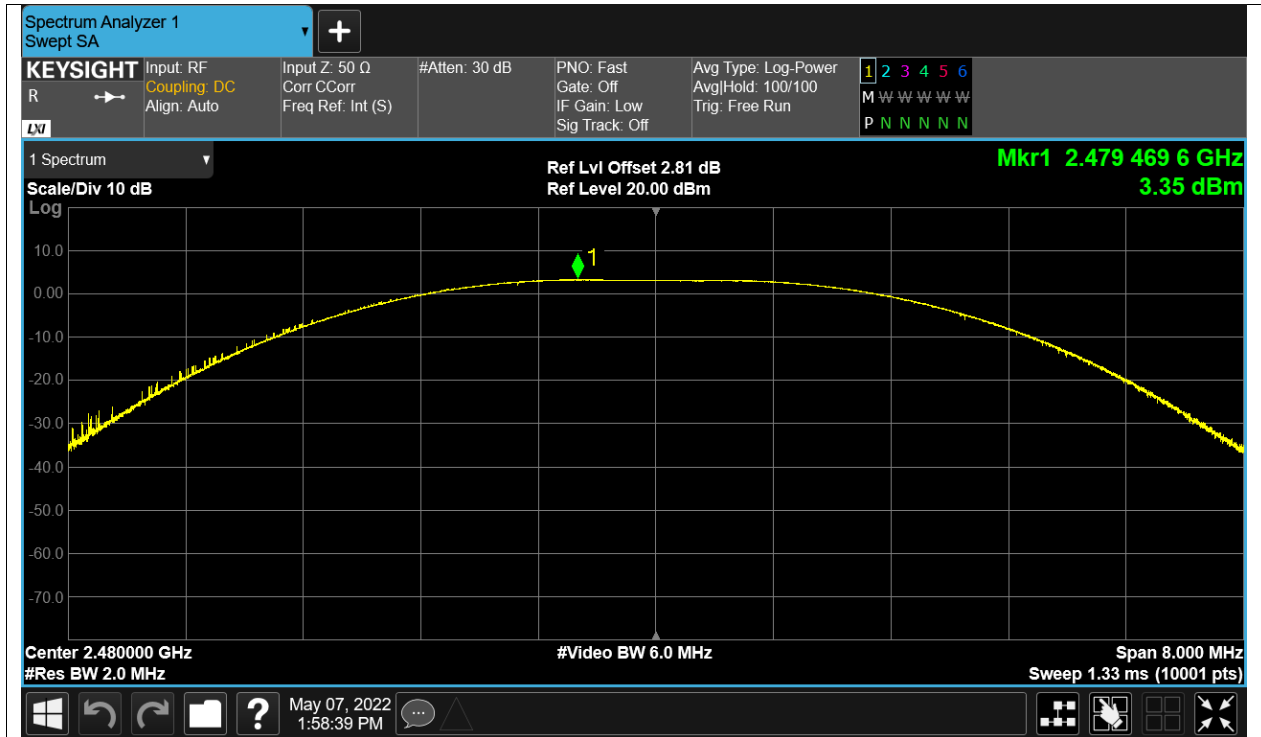 Spectrum Analyzer 1
Swept SA
+
KEYSIGHT
R
LXI
Input: RF
Coupling: DC
Align: Auto
Input Z: 50 Ω
Corr CCorr
Freq Ref: Int (S)
#Atten: 30 dB
PNO: Fast
Gate: Off
IF Gain: Low
Sig Track: Off
Avg Type: Log-Power
Avg|Hold: 100/100
Trig: Free Run
1 2 3 4 5 6
M W W W W W
P N N N N N
1 Spectrum
Scale/Div 10 dB
Log
Ref Lvl Offset 2.81 dB
Ref Level 20.00 dBm
Mkr1 2.479 469 6 GHz
3.35 dBm
1
10.0
0.00
-10.0
-20.0
-30.0
-40.0
-50.0
-60.0
-70.0
Center 2.480000 GHz
#Res BW 2.0 MHz
#Video BW 6.0 MHz
Span 8.000 MHz
Sweep 1.33 ms (10001 pts)
?
May 07, 2022
1:58:39 PM